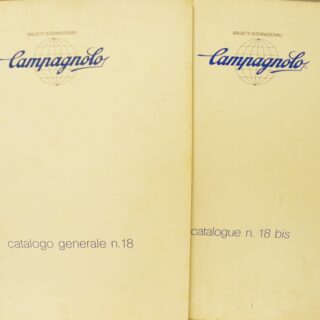 BREVETTI INTERNAZIONALI
Campagnolo
catalogo generale n.18
BREVETTI INTERNAZIONALI
Campagnolo
catalogue n. 18 bis